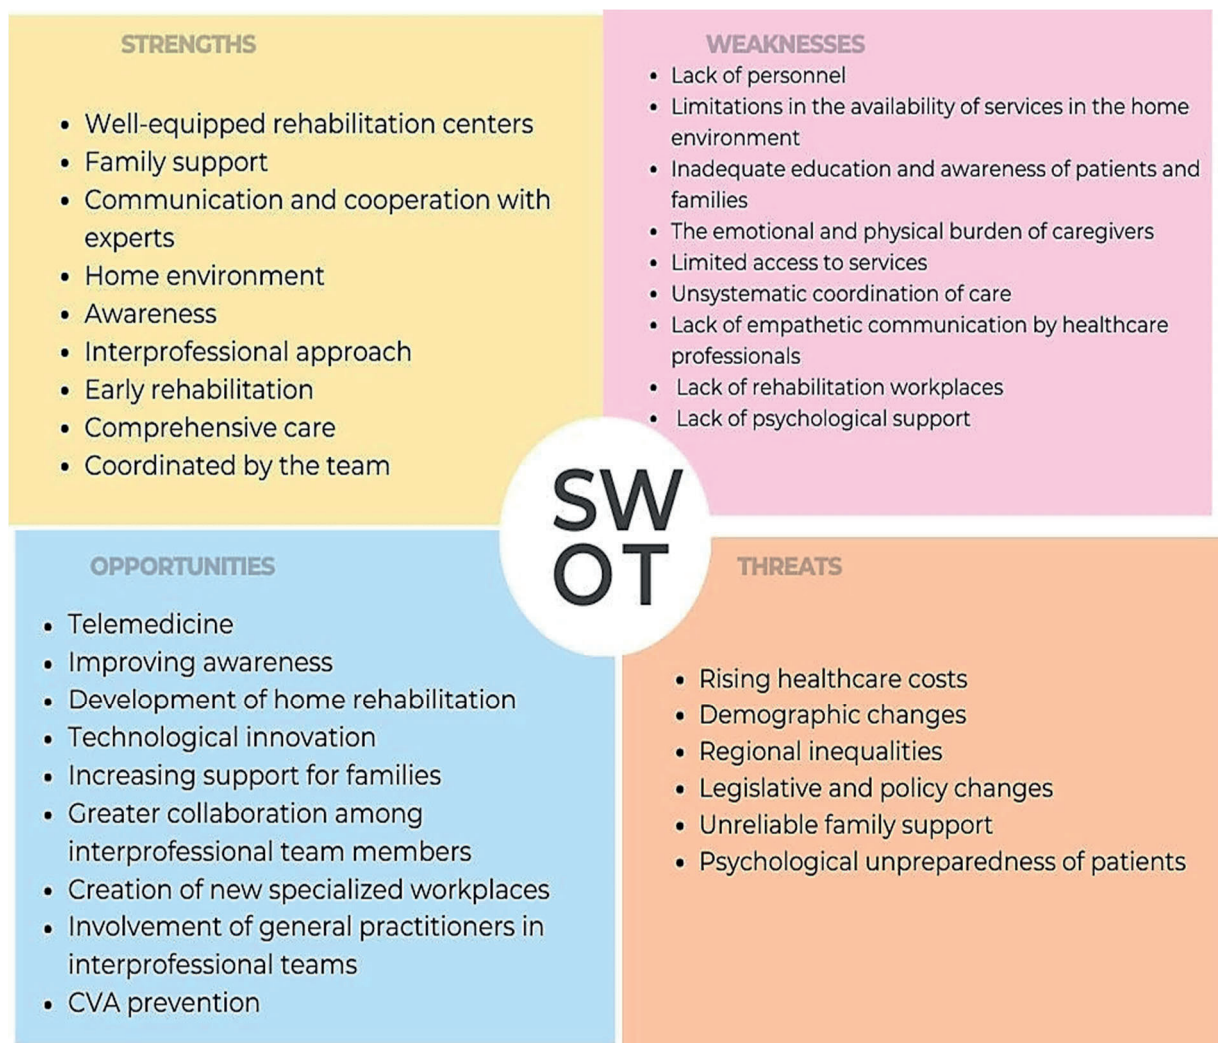 STRENGTHS
• Well-equipped rehabilitation centers
• Family support
• Communication and cooperation with
experts
• Home environment
• Awareness
• Interprofessional approach
• Early rehabilitation
• Comprehensive care
• Coordinated by the team
WEAKNESSES
• Lack of personnel
• Limitations in the availability of services in the home
environment
• Inadequate education and awareness of patients and
families
• The emotional and physical burden of caregivers
• Limited access to services
• Unsystematic coordination of care
• Lack of empathetic communication by healthcare
professionals
• Lack of rehabilitation workplaces
• Lack of psychological support
SW
OT
OPPORTUNITIES
• Telemedicine
• Improving awareness
• Development of home rehabilitation
• Technological innovation
• Increasing support for families
• Greater collaboration among
interprofessional team members
• Creation of new specialized workplaces
• Involvement of general practitioners in
interprofessional teams
• CVA prevention
THREATS
• Rising healthcare costs
• Demographic changes
• Regional inequalities
• Legislative and policy changes
• Unreliable family support
• Psychological unpreparedness of patients